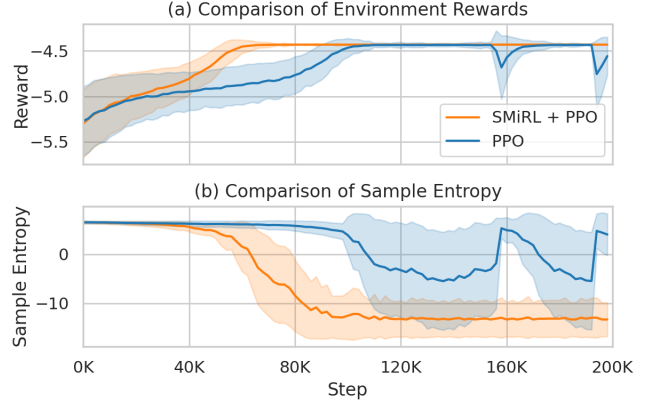 (a) Comparison of Environment Rewards
Reward
−4.5
−5.0
−5.5
SMiRL + PPO
PPO
(b) Comparison of Sample Entropy
Sample Entropy
0
−10
0K 40K 80K 120K 160K 200K
Step